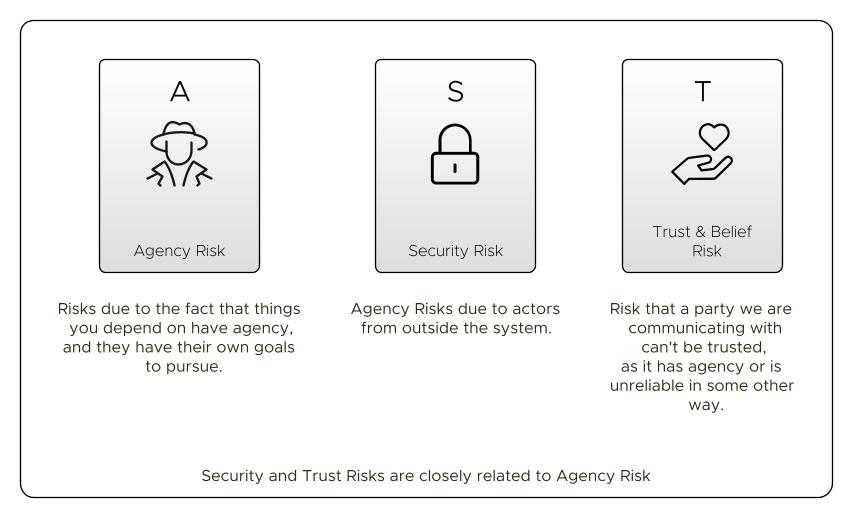 A
Agency Risk
Risks due to the fact that things
you depend on have agency,
and they have their own goals
to pursue.
S
Security Risk
Agency Risks due to actors
from outside the system.
T
Trust & Belief
Risk
Risk that a party we are
communicating with
can't be trusted,
as it has agency or is
unreliable in some other
way.
Security and Trust Risks are closely related to Agency Risk